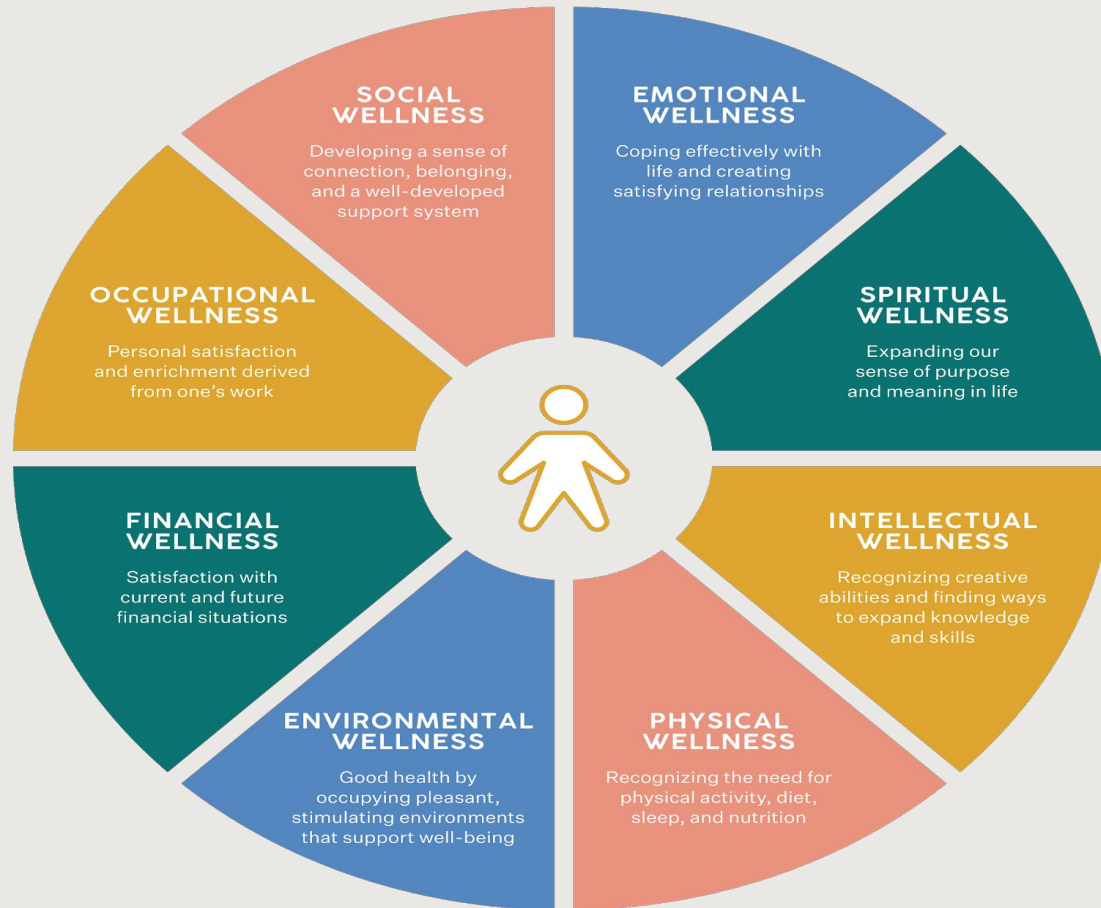 SOCIAL
WELLNESS
Developing a sense of
connection, belonging,
and a well-developed
support system
EMOTIONAL
WELLNESS
Coping effectively with
life and creating
satisfying relationships
OCCUPATIONAL
WELLNESS
Personal satisfaction
and enrichment derived
from one’s work
SPIRITUAL
WELLNESS
Expanding our
sense of purpose
and meaning in life
FINANCIAL
WELLNESS
Satisfaction with
current and future
financial situations
INTELLECTUAL
WELLNESS
Recognizing creative
abilities and finding ways
to expand knowledge
and skills
ENVIRONMENTAL
WELLNESS
Good health by
occupying pleasant,
stimulating environments
that support well-being
PHYSICAL
WELLNESS
Recognizing the need for
physical activity, diet,
sleep, and nutrition